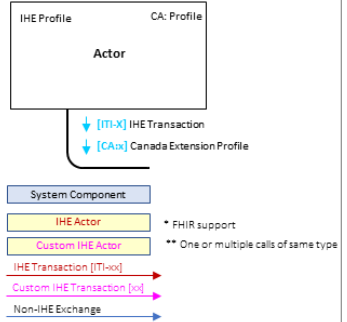 IHE Profile
CA: Profile
Actor
[ITI-X] IHE Transaction
[CA:x] Canada Extension Profile
System Component
IHE Actor
* FHIR support
Custom IHE Actor
** One or multiple calls of same type
IHE Transaction [ITI-xx]
Custom IHE Transaction [xx]
Non-IHE Exchange